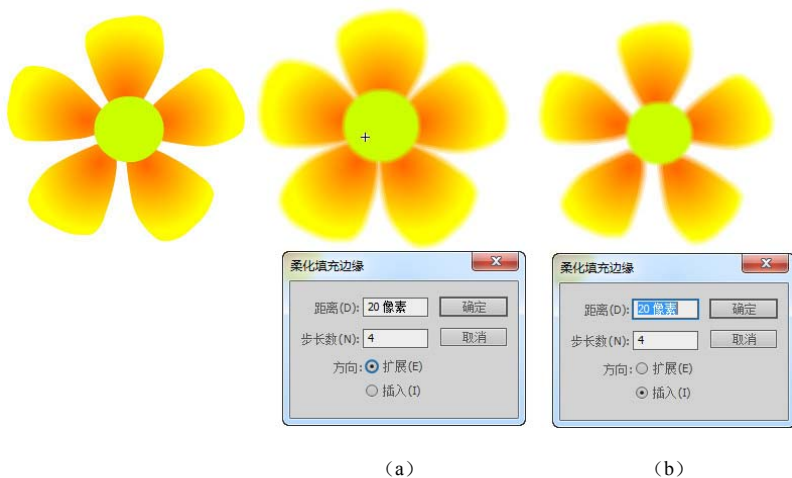 柔化填充边缘
距离(D): 20 像素 确定
步长数(N): 4 取消
方向: 扩展(E)
插入(I)
(a)
柔化填充边缘
距离(D): 20 像素 确定
步长数(N): 4 取消
方向: 扩展(E)
插入(I)
(b)